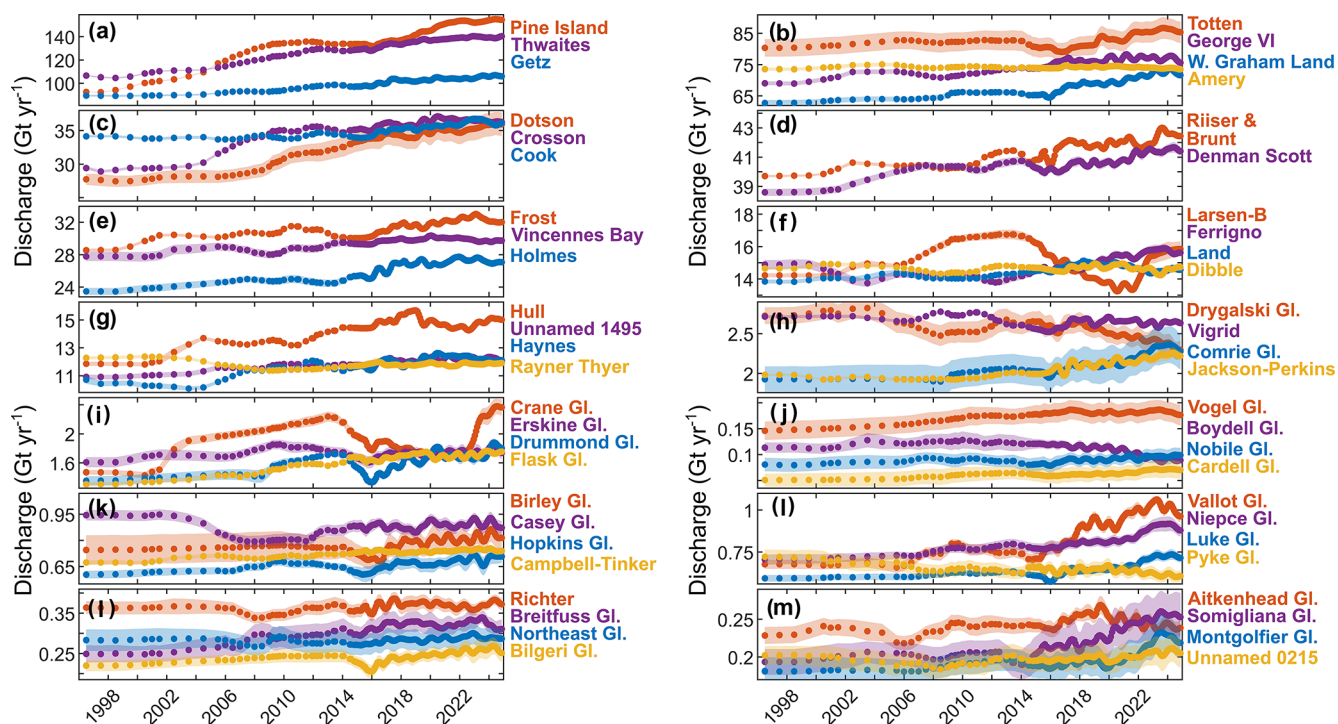 (a)
Pine Island
Thwaites
Getz
140
120
100
(b)
Totten
George VI
W. Graham Land
Amery
85
75
65
(c)
Dotson
Crosson
Cook
35
30
(d)
Riiser &
Brunt
Denman Scott
43
41
39
Discharge (Gt yr-1)
Discharge (Gt yr-1)
(e)
Frost
Vincennes Bay
Holmes
32
28
24
(f)
Larsen-B
Ferrigno
Land
Dibble
18
16
14
(g)
Hull
Unnamed 1495
Haynes
Rayner Thyer
15
13
11
(h)
Drygalski Gl.
Vigrid
Comrie Gl.
Jackson-Perkins
2.5
2
(i)
Crane Gl.
Erskine Gl.
Drummond Gl.
Flask Gl.
2
1.6
(j)
Vogel Gl.
Boydell Gl.
Nobile Gl.
Cardell Gl.
0.15
0.1
Discharge (Gt yr-1)
Discharge (Gt yr-1)
(k)
Birley Gl.
Casey Gl.
Hopkins Gl.
Campbell-Tinker
0.95
0.65
(l)
Vallot Gl.
Niepce Gl.
Luke Gl.
Pyke Gl.
1
0.75
(l)
Richter
Breitfuss Gl.
Northeast Gl.
Bilgeri Gl.
0.35
0.25
(m)
Aitkenhead Gl.
Somigliana Gl.
Montgolfier Gl.
Unnamed 0215
0.25
0.2
1998 2002 2006 2010 2014 2018 2022
1998 2002 2006 2010 2014 2018 2022